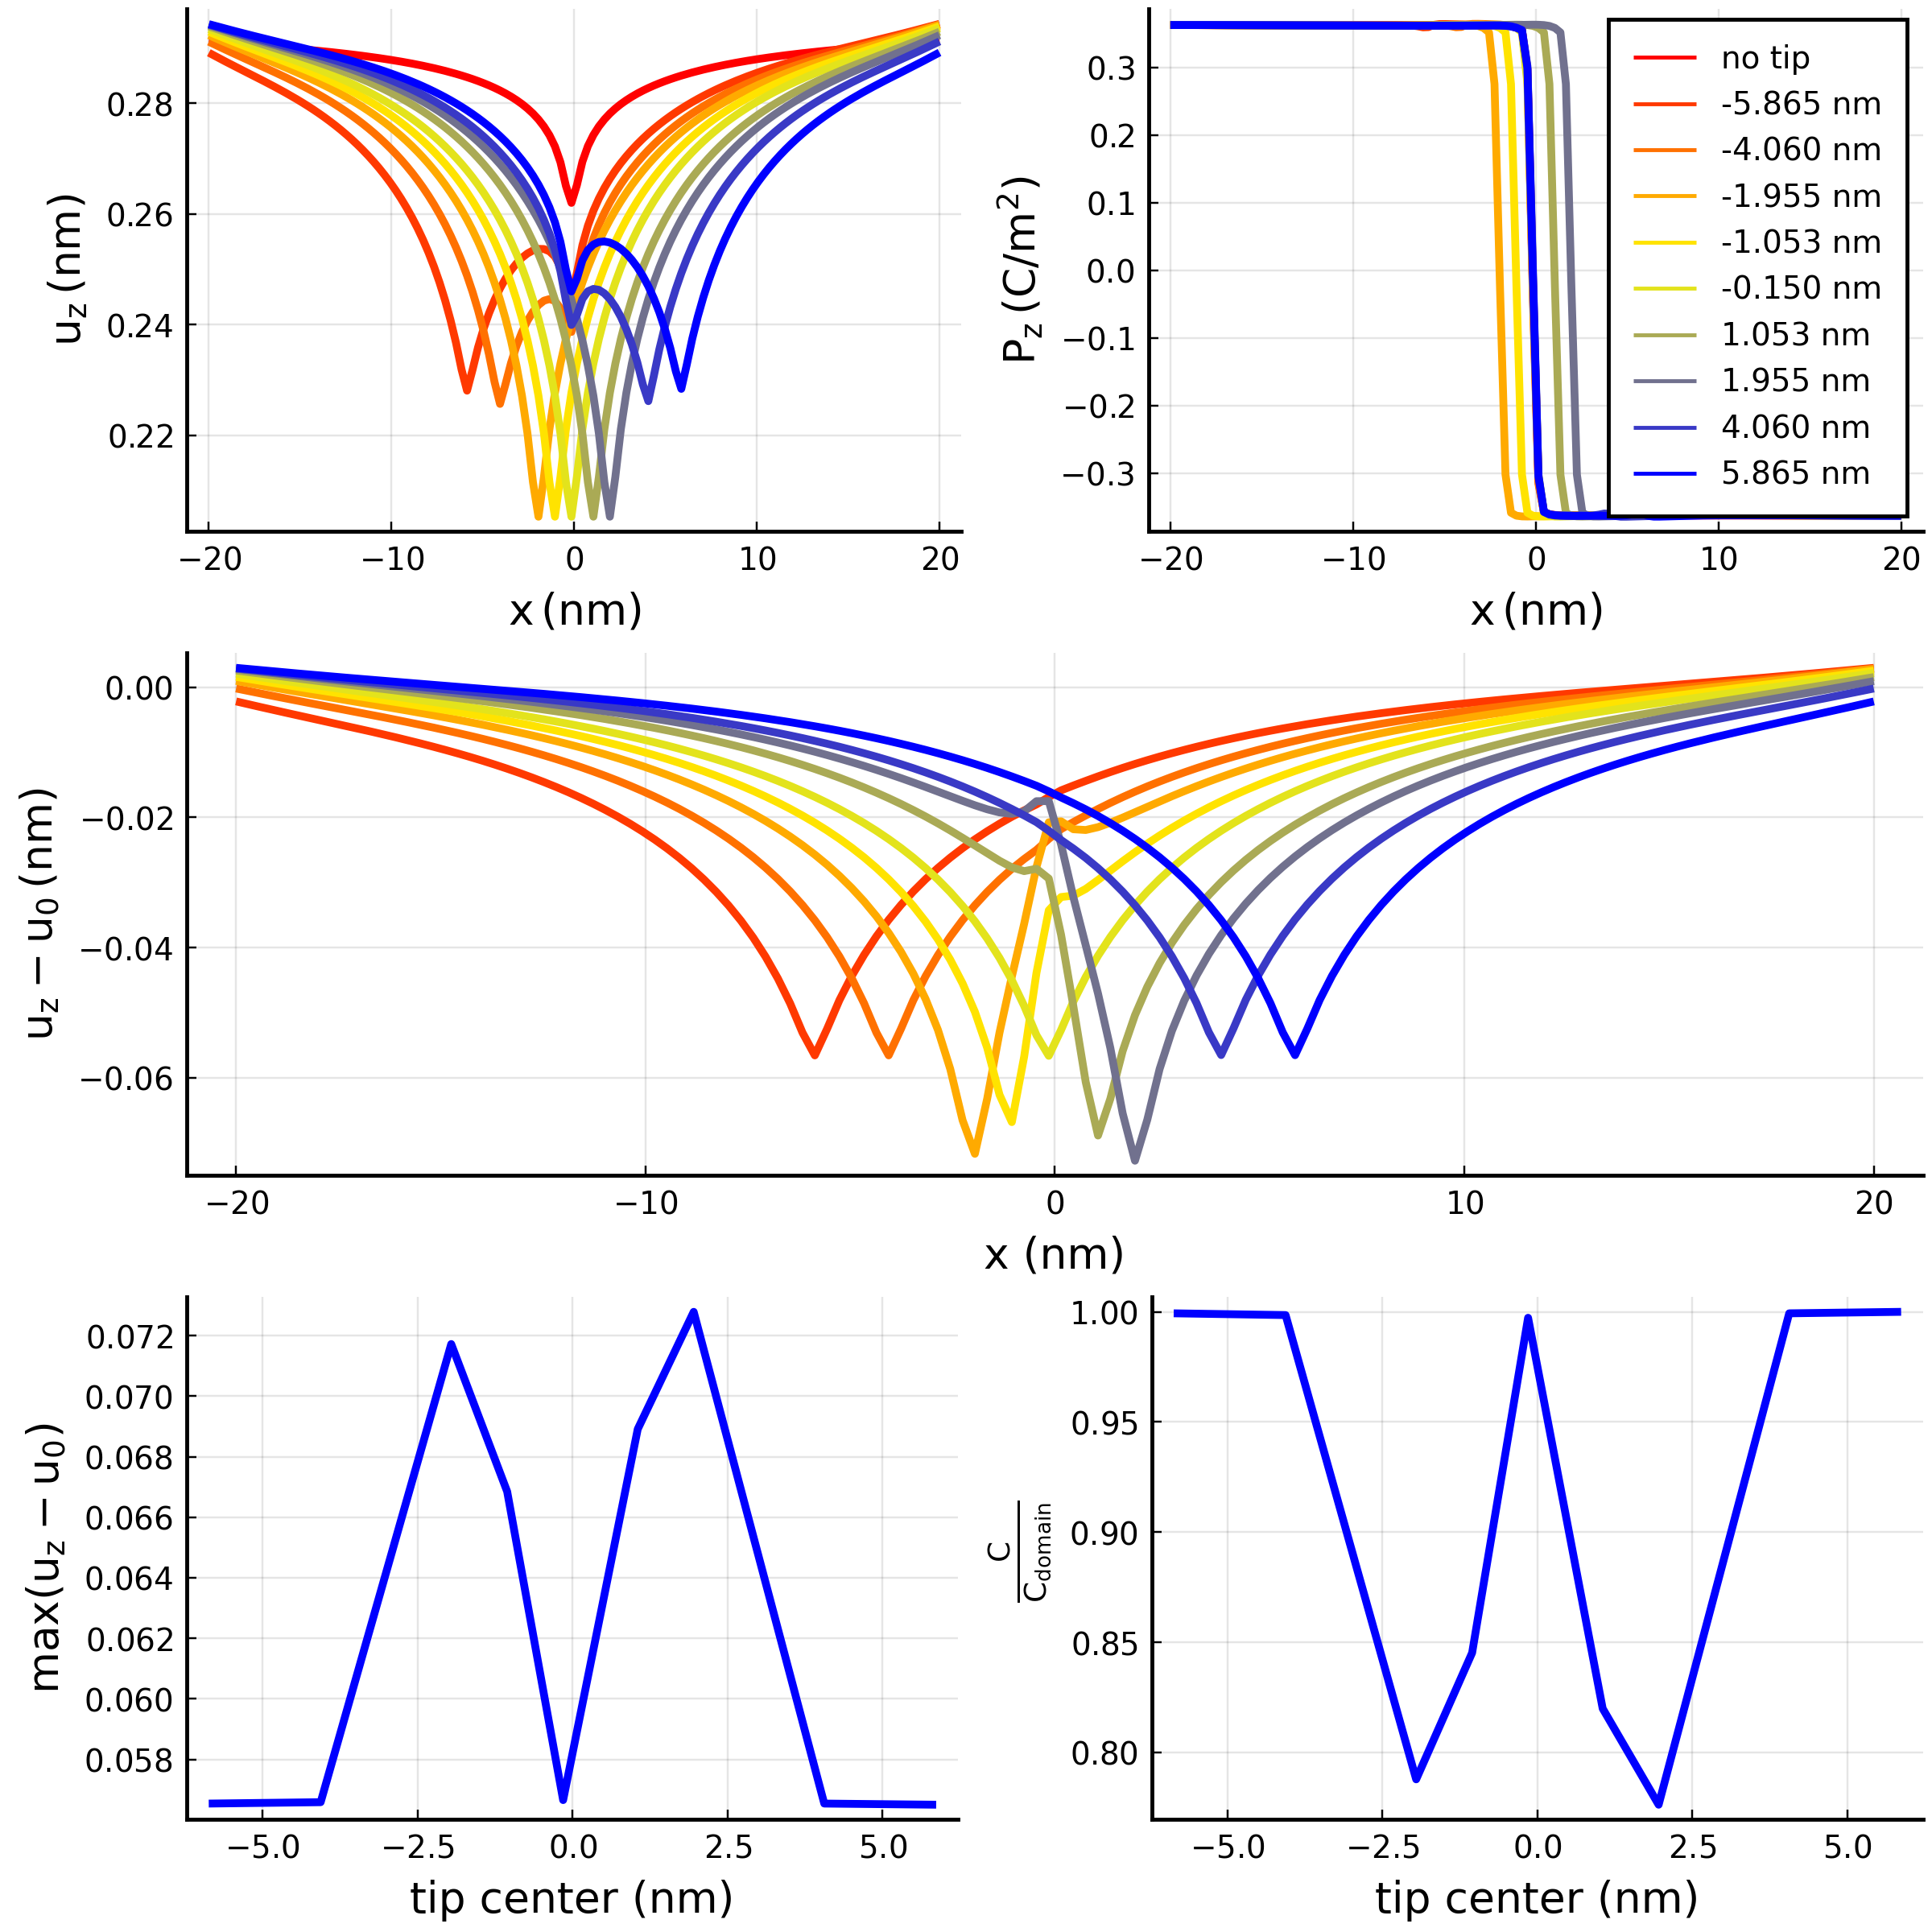 0.28
0.26
0.24
0.22
u_z (nm)
−20 −10 0 10 20
x (nm)
0.3
0.2
0.1
0.0
−0.1
−0.2
−0.3
P_z (C/m²)
−20 −10 0 10 20
x (nm)
no tip
-5.865 nm
-4.060 nm
-1.955 nm
-1.053 nm
-0.150 nm
1.053 nm
1.955 nm
4.060 nm
5.865 nm
0.00
−0.02
−0.04
−0.06
u_z − u_0 (nm)
−20 −10 0 10 20
x (nm)
0.072
0.070
0.068
0.066
0.064
0.062
0.060
0.058
max(u_z − u_0)
−5.0 −2.5 0.0 2.5 5.0
tip center (nm)
1.00
0.95
0.90
0.85
0.80
C
C_domain
−5.0 −2.5 0.0 2.5 5.0
tip center (nm)